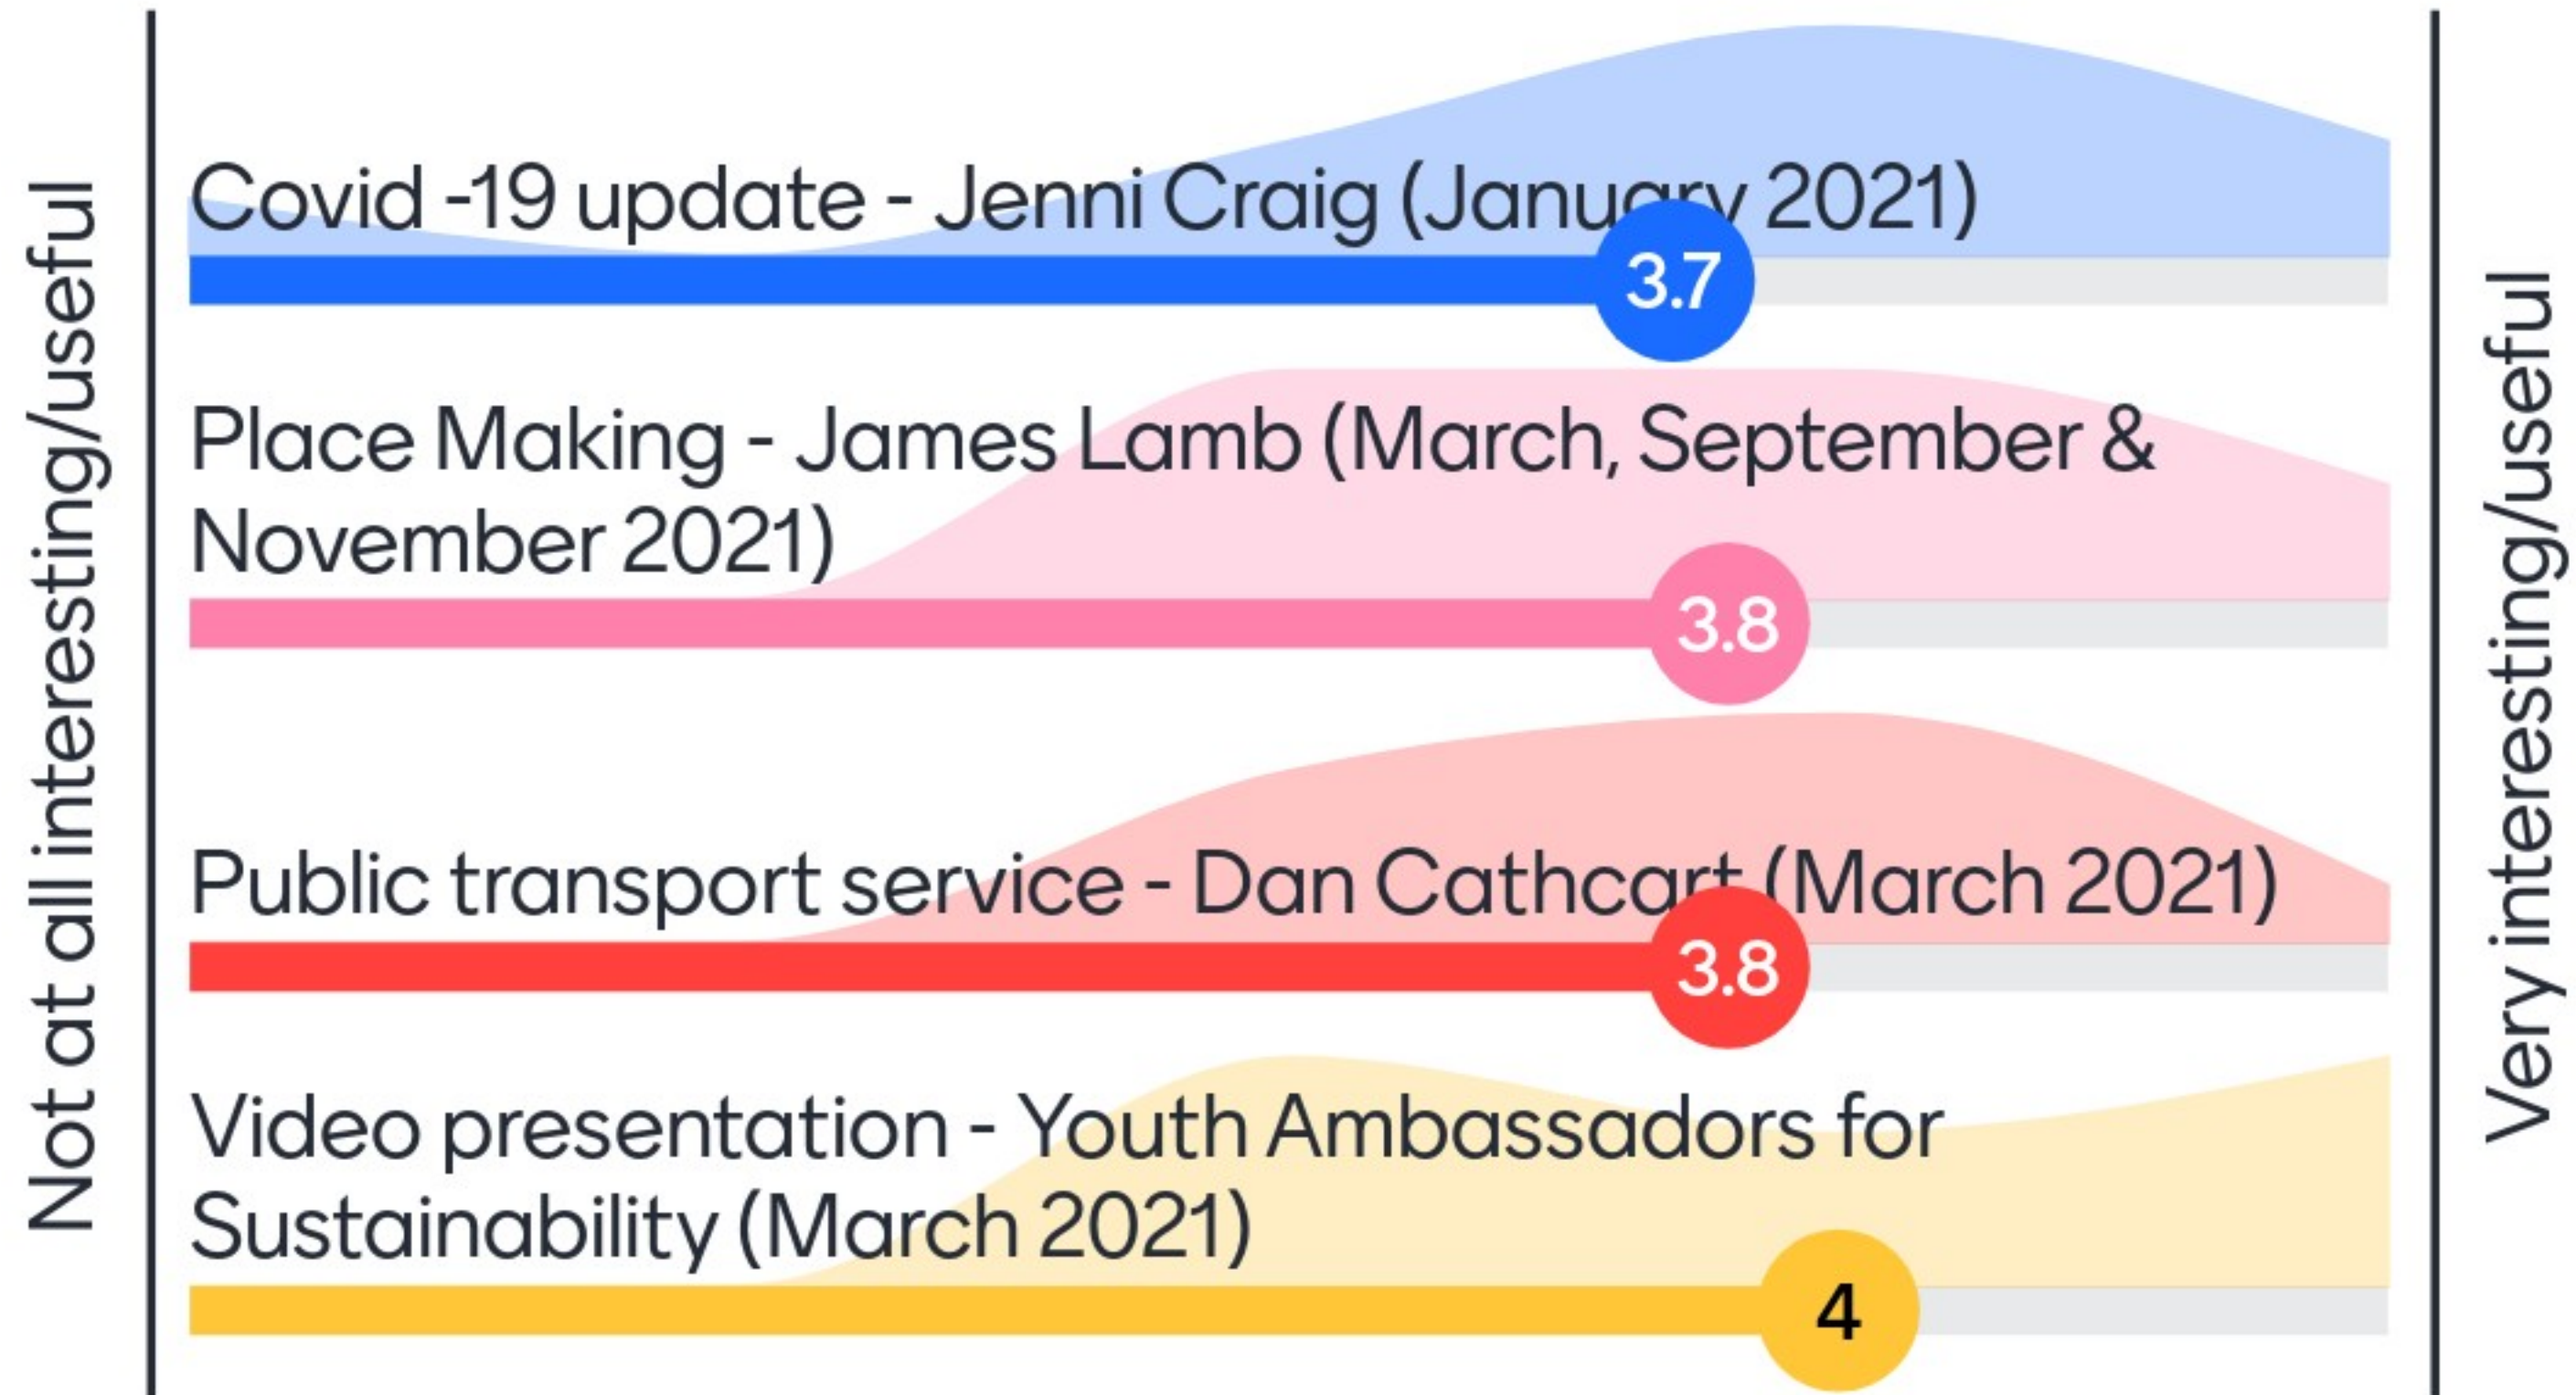 Not at all interesting/useful
Covid -19 update - Jenni Craig (January 2021)
3.7
Place Making - James Lamb (March, September &
November 2021)
3.8
Public transport service - Dan Cathcart (March 2021)
3.8
Video presentation - Youth Ambassadors for
Sustainability (March 2021)
4
Very interesting/useful